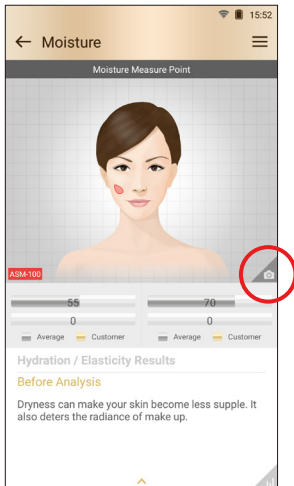 15:52
Moisture
Moisture Measure Point
ASM-100
55 70
0 0
Average Customer Average Customer
Hydration / Elasticity Results
Before Analysis
Dryness can make your skin become less supple. It
also deters the radiance of make up.